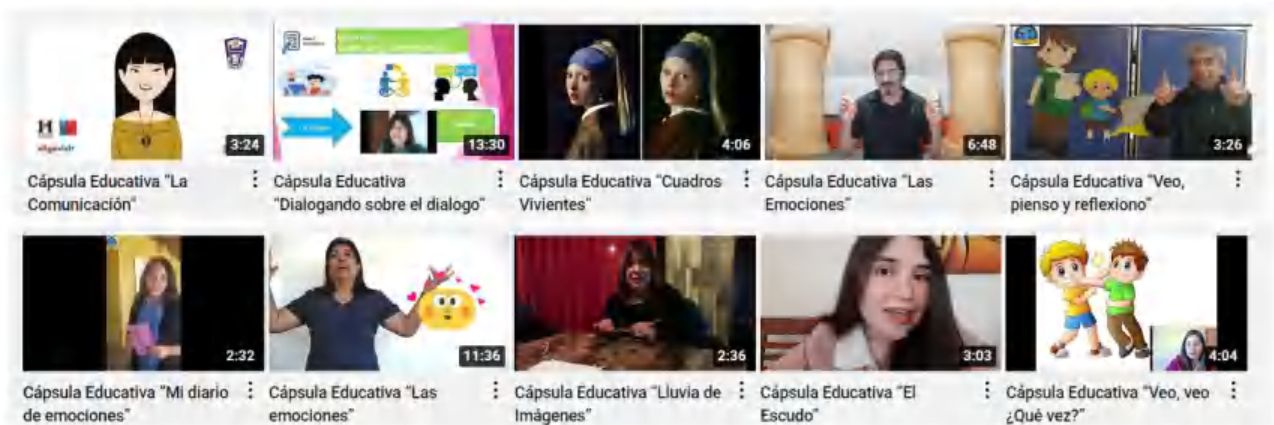 3:24
13:30
4:06
6:48
3:26
Cápsula Educativa "La
Comunicación"
Cápsula Educativa
"Dialogando sobre el dialogo"
Cápsula Educativa "Cuadros
Vivientes"
Cápsula Educativa "Las
Emociones"
Cápsula Educativa "Veo,
pienso y reflexiono"
2:32
11:36
2:36
3:03
4:04
Cápsula Educativa "Mi diario
de emociones"
Cápsula Educativa "Las
emociones"
Cápsula Educativa "Lluvia de
Imágenes"
Cápsula Educativa "El
Escudo"
Cápsula Educativa "Veo, veo
¿Qué vez?"